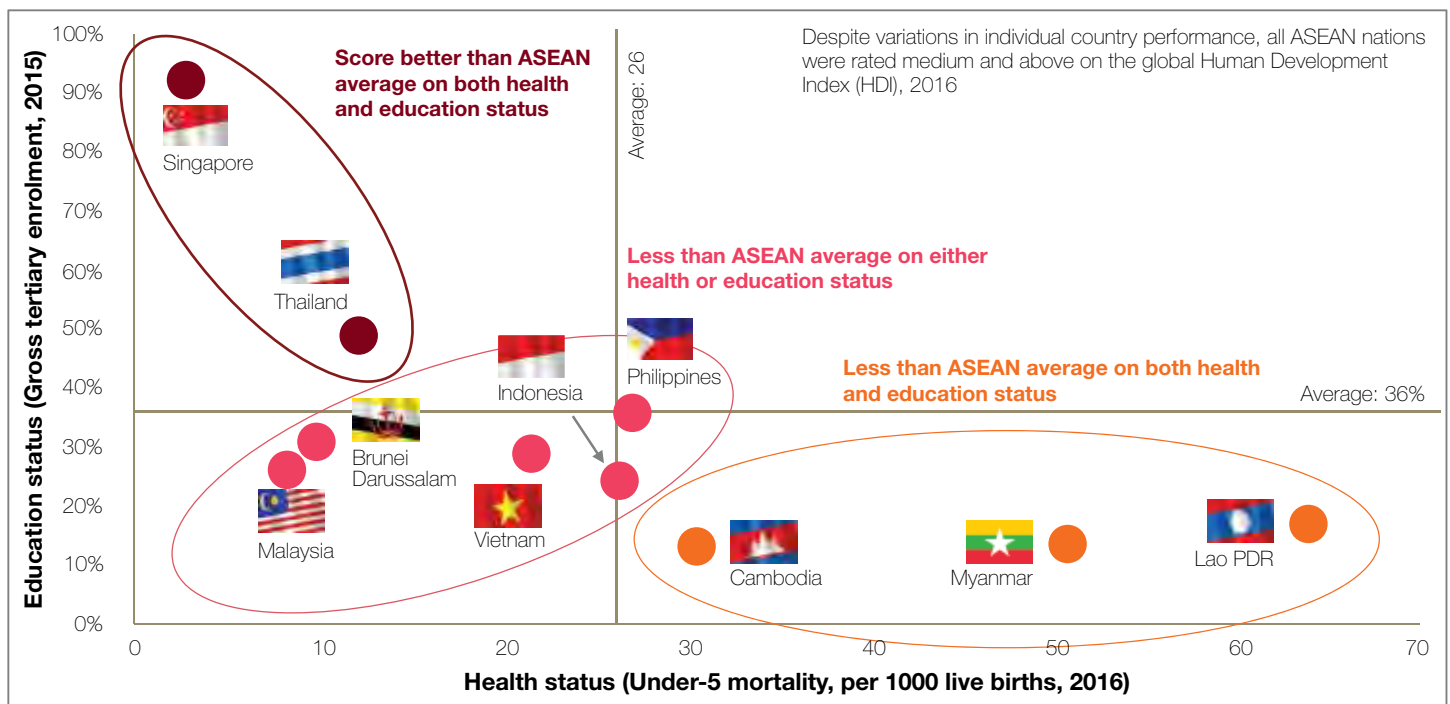 Education status (Gross tertiary enrolment, 2015)
100%
90%
80%
70%
60%
50%
40%
30%
20%
10%
0%
Score better than ASEAN
average on both health
and education status
Average: 26
Despite variations in individual country performance, all ASEAN nations
were rated medium and above on the global Human Development
Index (HDI), 2016
Singapore
Thailand
Less than ASEAN average on either
health or education status
Indonesia
Philippines
Less than ASEAN average on both health
and education status
Average: 36%
Brunei
Darussalam
Malaysia
Vietnam
Cambodia
Myanmar
Lao PDR
0
10
20
30
40
50
60
70
Health status (Under-5 mortality, per 1000 live births, 2016)